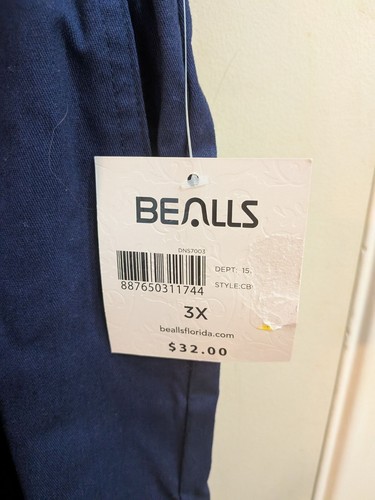 BEALLS
DNS7003
DEPT 15.
887650311744
STYLE:CB
3X
beallsflorida.com
$32.00